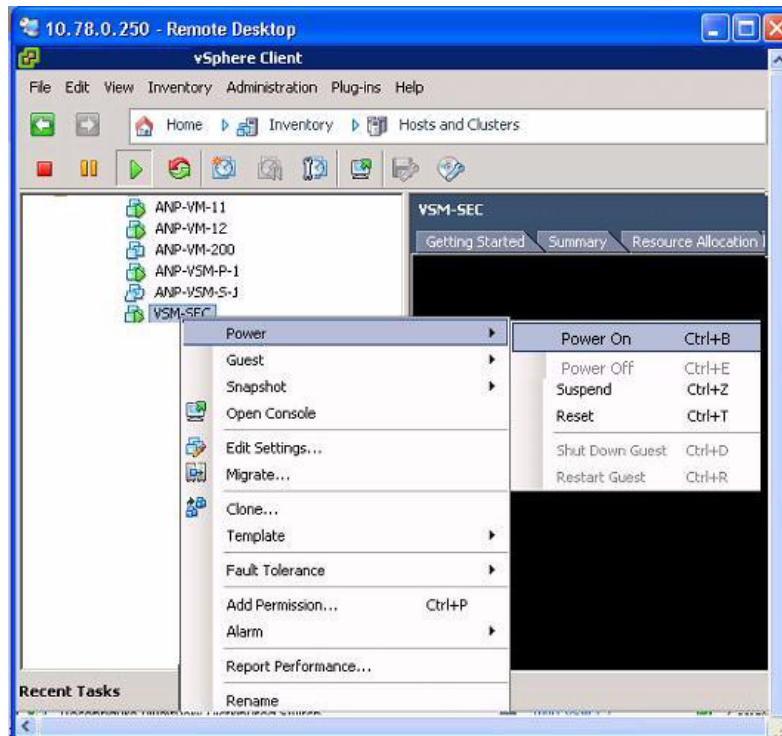 10.78.0.250 - Remote Desktop
vSphere Client
File Edit View Inventory Administration Plug-ins Help
Home Inventory Hosts and Clusters
ANP-VM-11
ANP-VM-12
ANP-VM-200
ANP-VSM-P-1
ANP-VSM-S-1
VSM-SEC
VSM-SEC
Getting Started Summary Resource Allocation
Power
Guest
Snapshot
Open Console
Edit Settings...
Migrate...
Clone...
Template
Fault Tolerance
Add Permission... Ctrl+P
Alarm
Report Performance...
Rename
Power On Ctrl+B
Power Off Ctrl+E
Suspend Ctrl+Z
Reset Ctrl+T
Shut Down Guest Ctrl+D
Restart Guest Ctrl+R
Recent Tasks